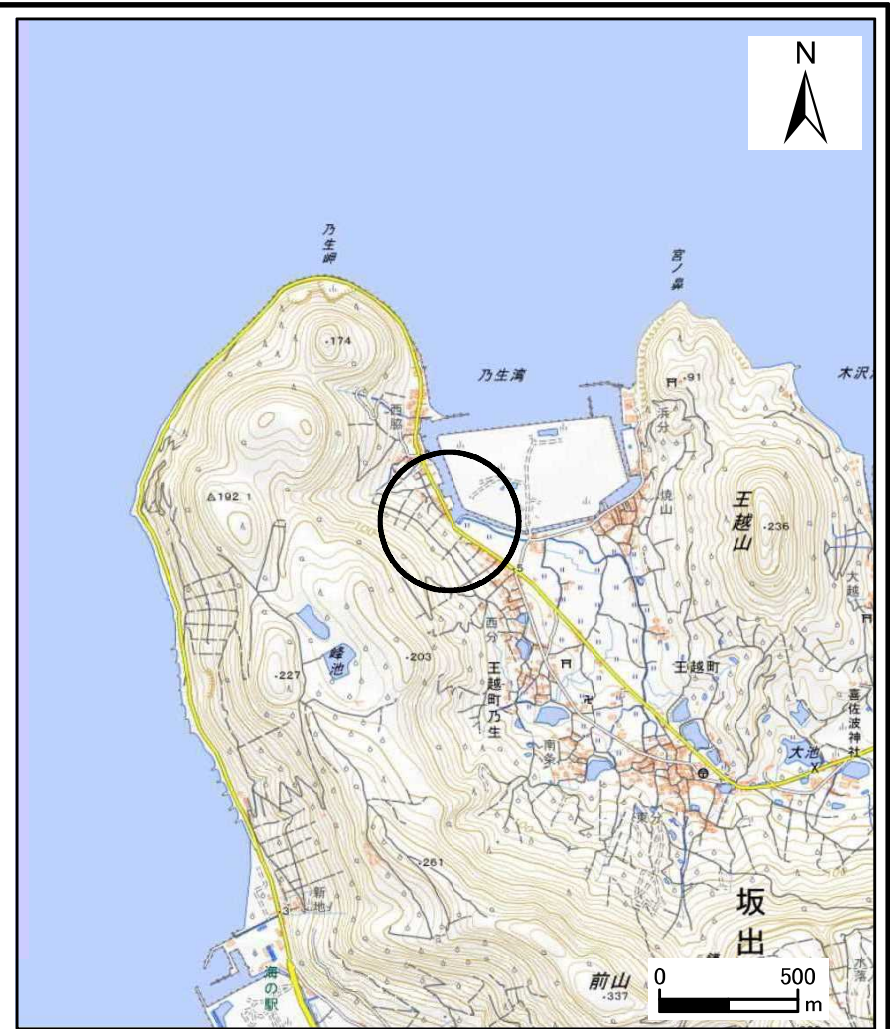 N
乃生岬
宮ノ鼻
・174
乃生湾
木沢
・91
西脇
浜分
△192.1
焼山
王越山
・236
5
大越
西分
峰池
・203
・227
王越町乃生
王越町
喜佐波神社
南条
大池
東分
・261
新地
3
坂出
海の駅
前山
・337
水落
0 500
m